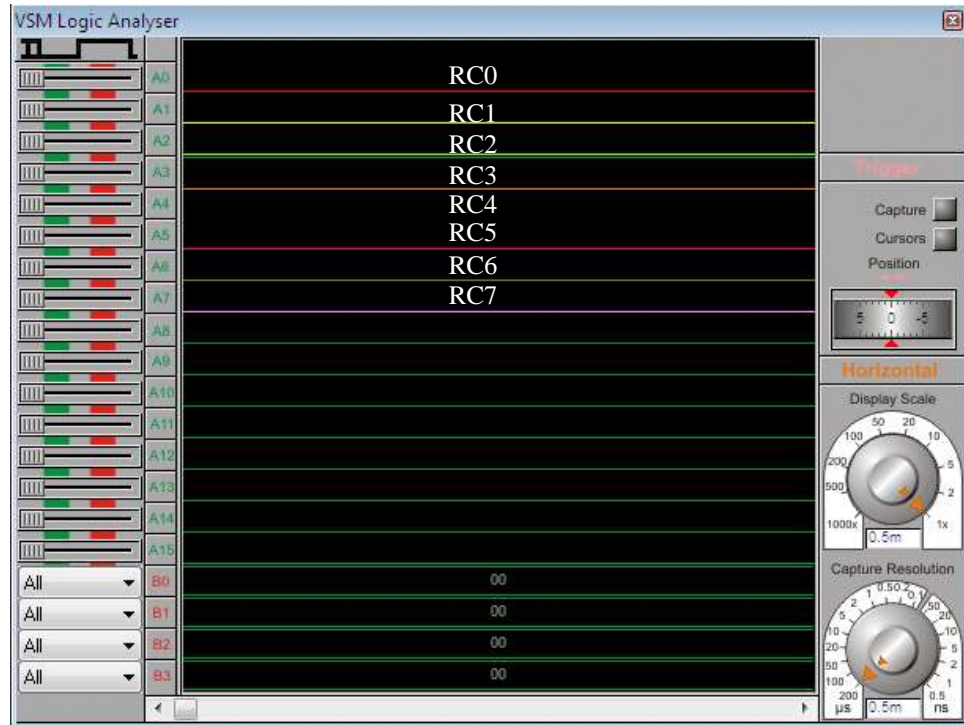 VSM Logic Analyser
A0 RC0
A1 RC1
A2 RC2
A3 RC3
A4 RC4
A5 RC5
A6 RC6
A7 RC7
A8
A9
A10
A11
A12
A13
A14
A15
All B0 00
All B1 00
All B2 00
All B3 00
Trigger
Capture
Cursors
Position
5 0 -5
Horizontal
Display Scale
1000x 500 200 100 50 20 10 5 2 1x
0.5m
Capture Resolution
200 100 50 20 10 5 2 1 0.5 0.2 0.1 50 20 10 5 2 1 0.5
µs 0.5m ns